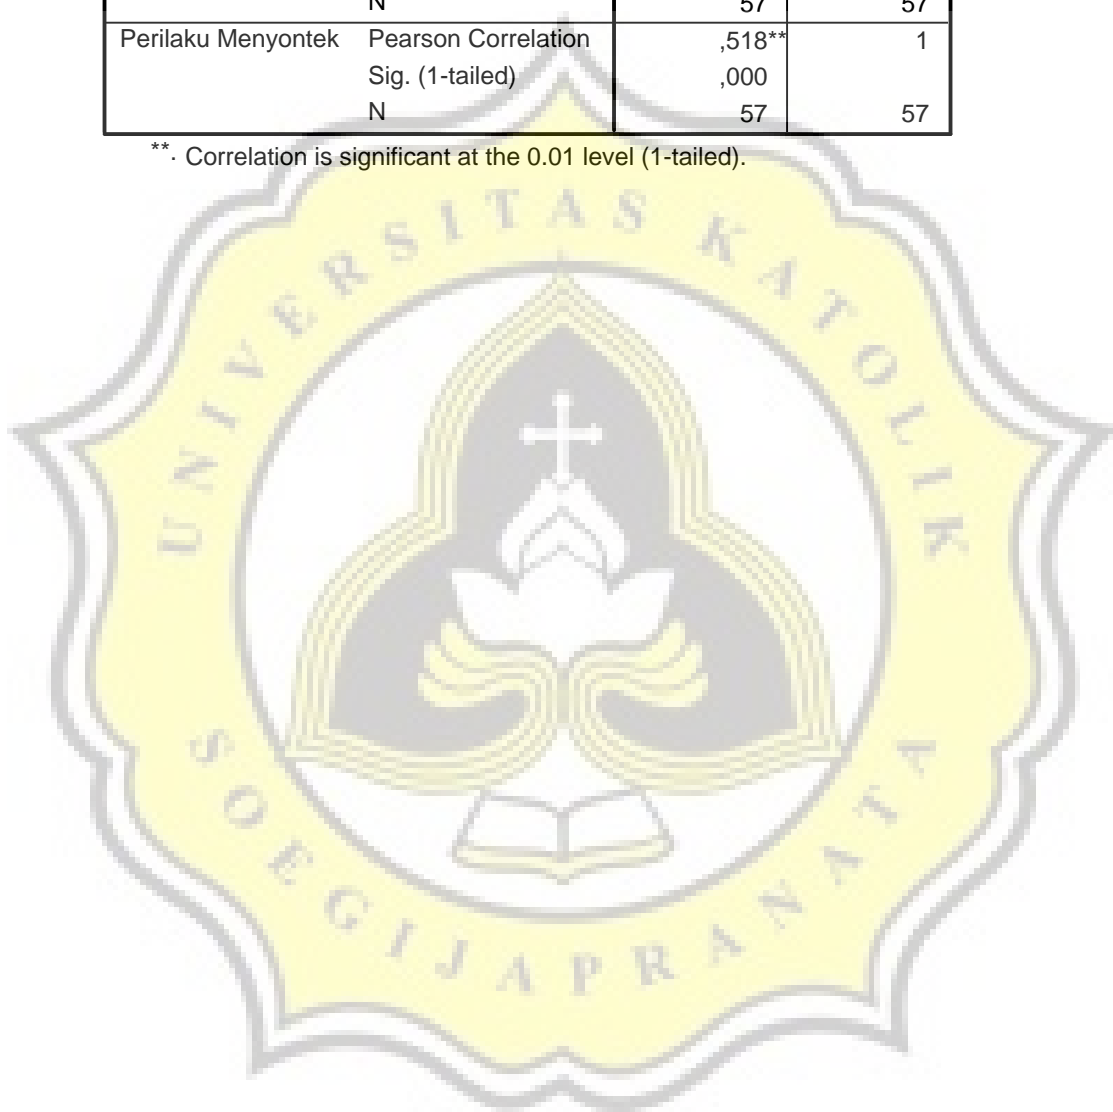 N 57 57
Perilaku Menyontek Pearson Correlation ,518** 1
Sig. (1-tailed) ,000
N 57 57
**. Correlation is significant at the 0.01 level (1-tailed).
UNIVERSITAS KATOLIK
SOEGIJAPRANATA